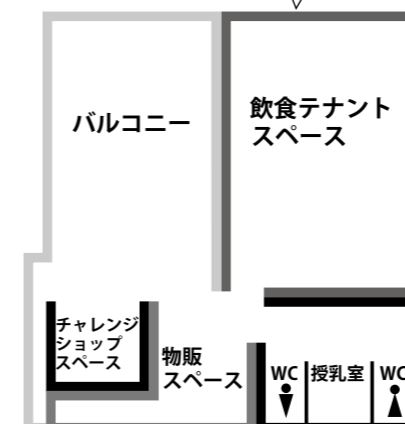 バルコニー
飲食テナント
スペース
チャレンジ
ショップ
スペース
物販
スペース
WC
授乳室
WC